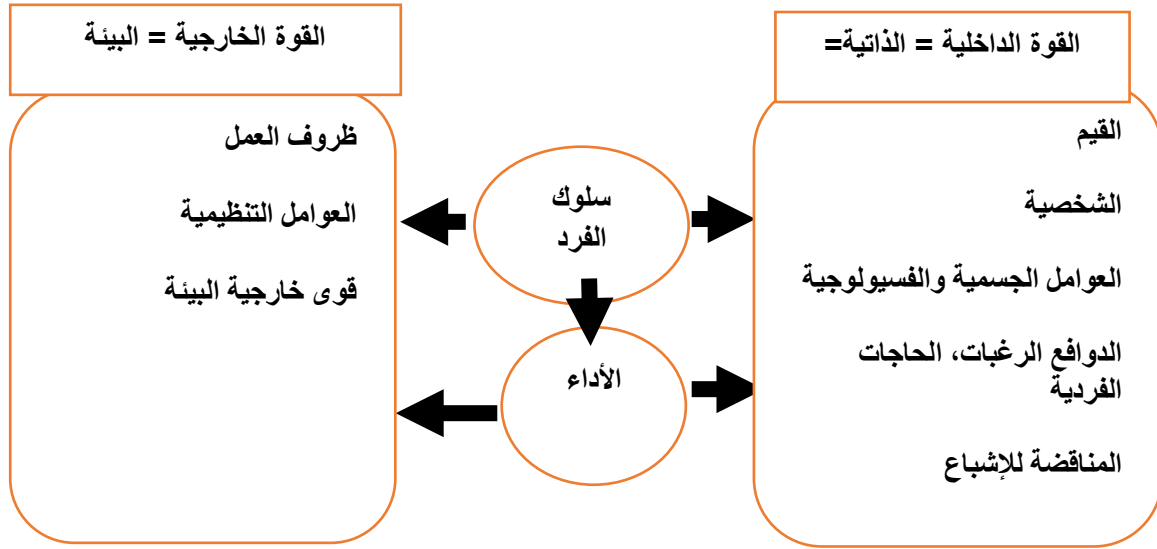 القوة الداخلية = الذاتية=
القيم
الشخصية
العوامل الجسمية والفسيولوجية
الدوافع الرغبات، الحاجات
الفردية
المناقضة للإشباع
سلوك
الفرد
الأداء
القوة الخارجية = البيئة
ظروف العمل
العوامل التنظيمية
قوى خارجية البيئة